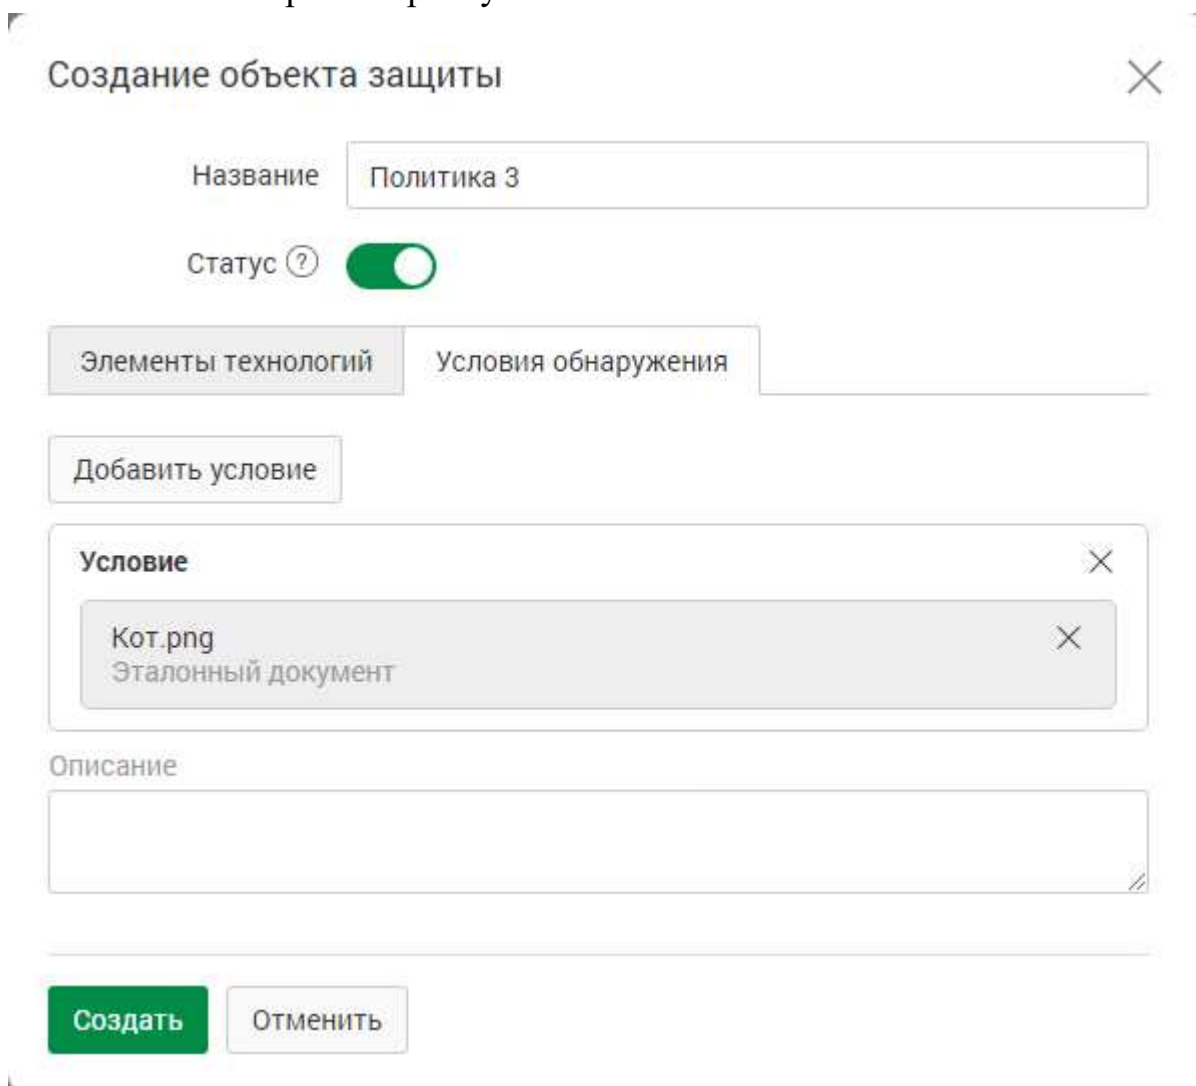 Создание объекта защиты
Название
Политика 3
Статус ?
Элементы технологий
Условия обнаружения
Добавить условие
Условие
Кот.png
Эталонный документ
Описание
Создать
Отменить